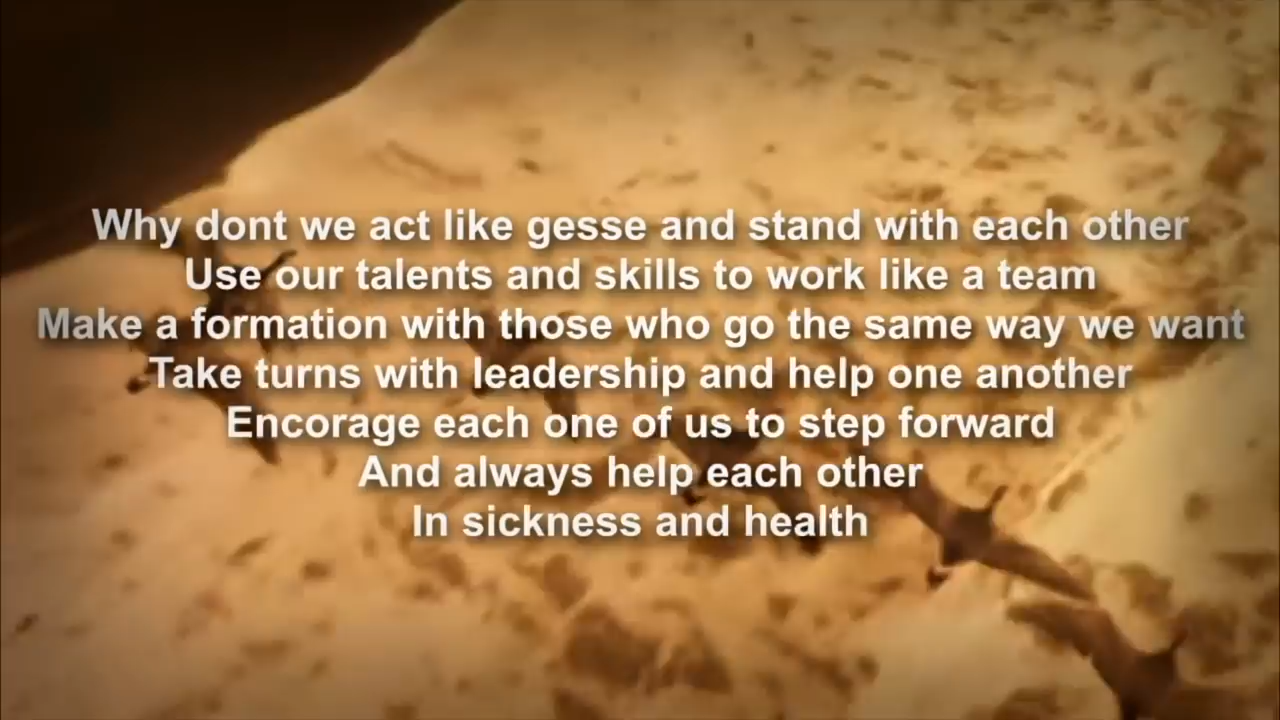 Why dont we act like gesse and stand with each other
Use our talents and skills to work like a team
Make a formation with those who go the same way we want
Take turns with leadership and help one another
Encorage each one of us to step forward
And always help each other
In sickness and health